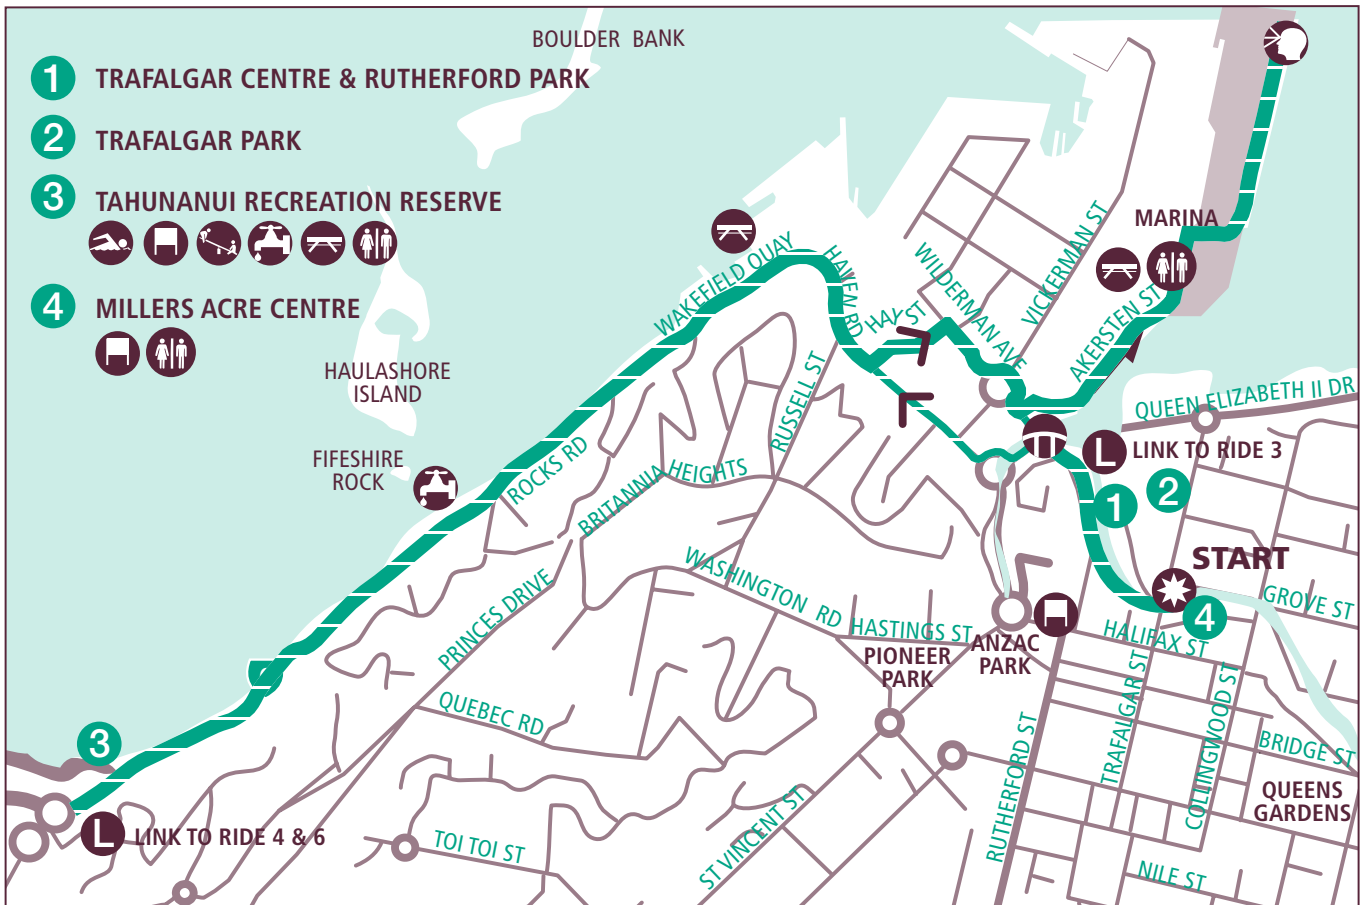 BOULDER BANK
1 TRAFALGAR CENTRE & RUTHERFORD PARK
2 TRAFALGAR PARK
3 TAHUNANUI RECREATION RESERVE
4 MILLERS ACRE CENTRE
HAULASHORE
ISLAND
FIFESHIRE
ROCK
WAKEFIELD QUAY
HAVEN RD
HAY ST
WILDERMAN AVE
VICKERMAN ST
MARINA
AKERSTEN ST
QUEEN ELIZABETH II DR
L LINK TO RIDE 3
1
2
START
4
GROVE ST
HALIFAX ST
RUSSELL ST
ROCKS RD
BRITANNIA HEIGHTS
PRINCES DRIVE
WASHINGTON RD
HASTINGS ST
PIONEER
PARK
ANZAC
PARK
QUEBEC RD
TRAFALGAR ST
COLLINGWOOD ST
RUTHERFORD ST
BRIDGE ST
QUEENS
GARDENS
3
L LINK TO RIDE 4 & 6
TOI TOI ST
ST VINCENT ST
NILE ST